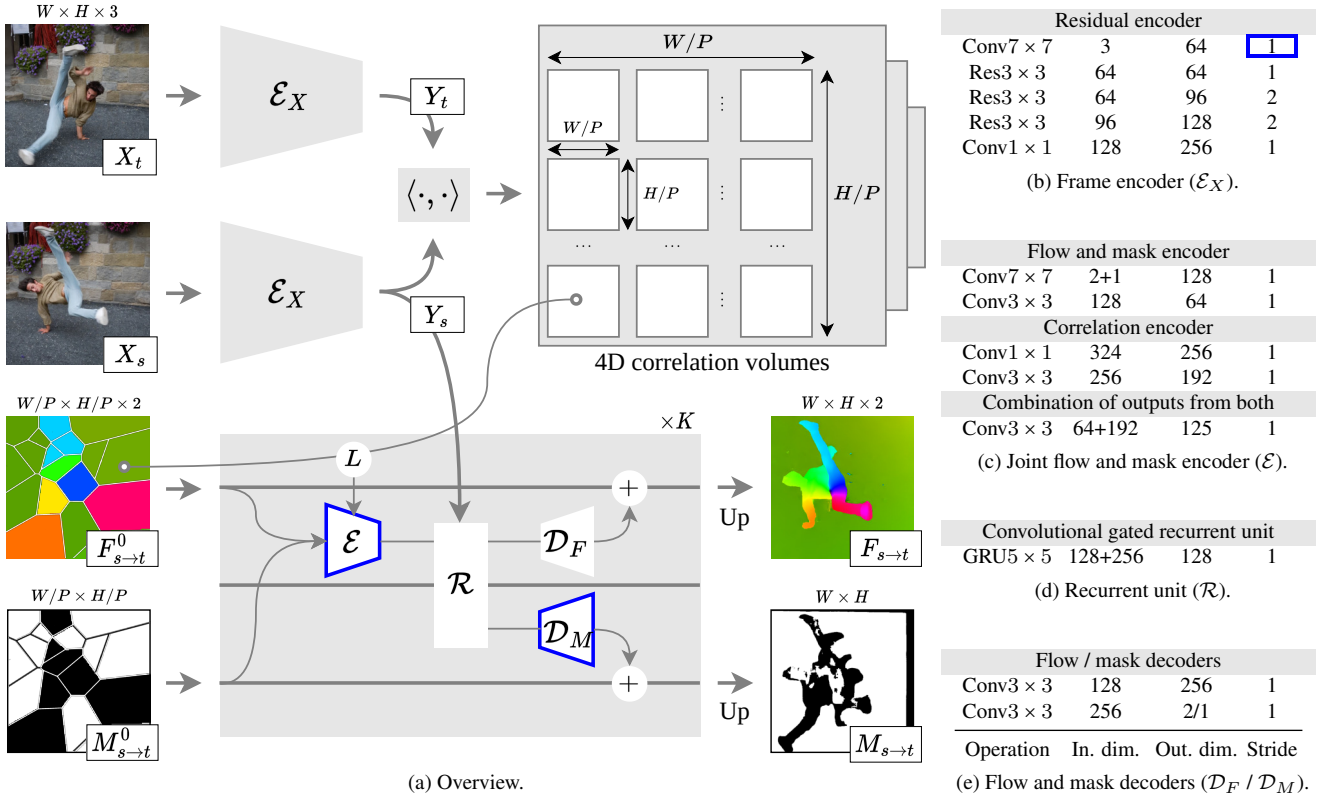 W × H × 3
X_t
ℰ_X
Y_t
⟨·, ·⟩
X_s
ℰ_X
Y_s
W/P
W/P
H/P
H/P
...
...
...
...
...
...
...
4D correlation volumes
W/P × H/P × 2
F^0_{s→t}
W/P × H/P
M^0_{s→t}
×K
L
ℰ
ℛ
𝒟_F
𝒟_M
+
+
Up
Up
W × H × 2
F_{s→t}
W × H
M_{s→t}
(a) Overview.
Residual encoder
Conv7 × 7 3 64 1
Res3 × 3 64 64 1
Res3 × 3 64 96 2
Res3 × 3 96 128 2
Conv1 × 1 128 256 1
(b) Frame encoder (ℰ_X).
Flow and mask encoder
Conv7 × 7 2+1 128 1
Conv3 × 3 128 64 1
Correlation encoder
Conv1 × 1 324 256 1
Conv3 × 3 256 192 1
Combination of outputs from both
Conv3 × 3 64+192 125 1
(c) Joint flow and mask encoder (ℰ).
Convolutional gated recurrent unit
GRU5 × 5 128+256 128 1
(d) Recurrent unit (ℛ).
Flow / mask decoders
Conv3 × 3 128 256 1
Conv3 × 3 256 2/1 1
Operation In. dim. Out. dim. Stride
(e) Flow and mask decoders (𝒟_F / 𝒟_M).